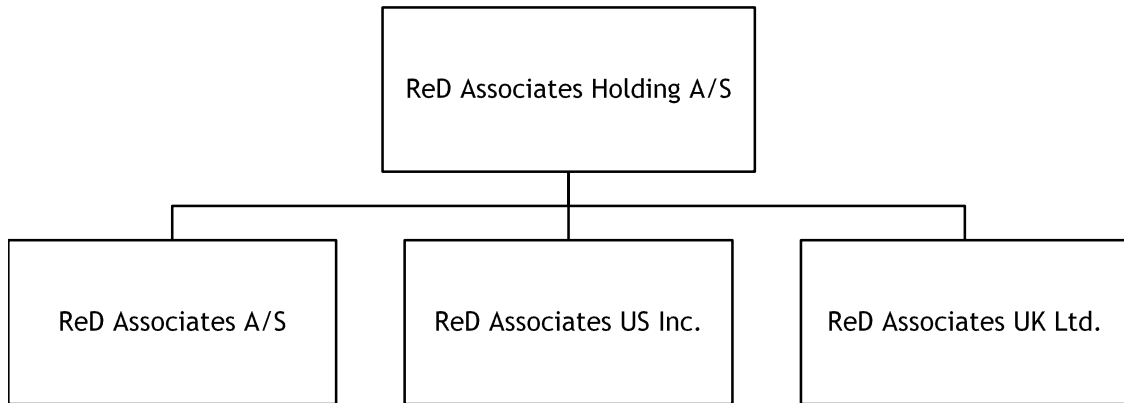 ReD Associates Holding A/S
ReD Associates A/S
ReD Associates US Inc.
ReD Associates UK Ltd.